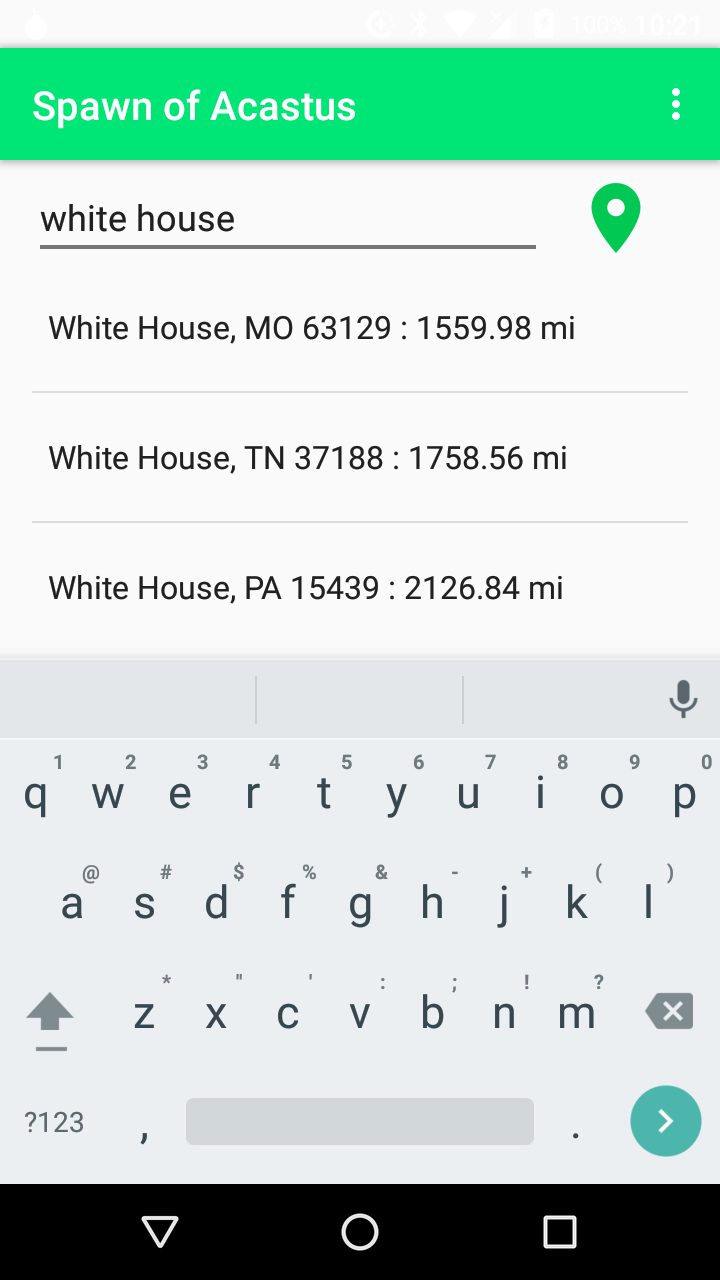 100% 10:21
Spawn of Acastus
white house
White House, MO 63129 : 1559.98 mi
White House, TN 37188 : 1758.56 mi
White House, PA 15439 : 2126.84 mi
1 2 3 4 5 6 7 8 9 0
q w e r t y u i o p
@ # $ % & - + ( )
a s d f g h j k l
* " ' : ; ! ?
z x c v b n m
?123 , .